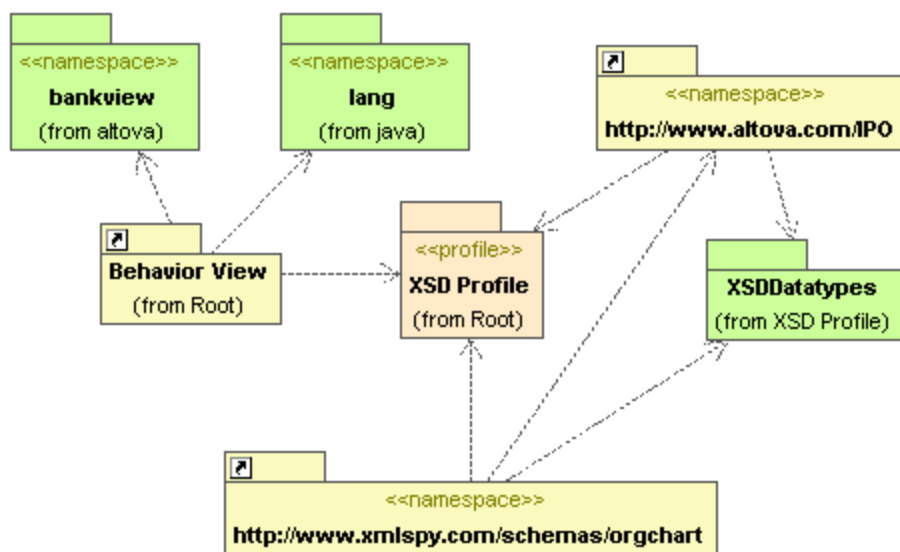 <<namespace>>
bankview
(from altova)
<<namespace>>
lang
(from java)
<<namespace>>
http://www.altova.com/IPO
Behavior View
(from Root)
<<profile>>
XSD Profile
(from Root)
XSDDatatypes
(from XSD Profile)
<<namespace>>
http://www.xmlspy.com/schemas/orgchart